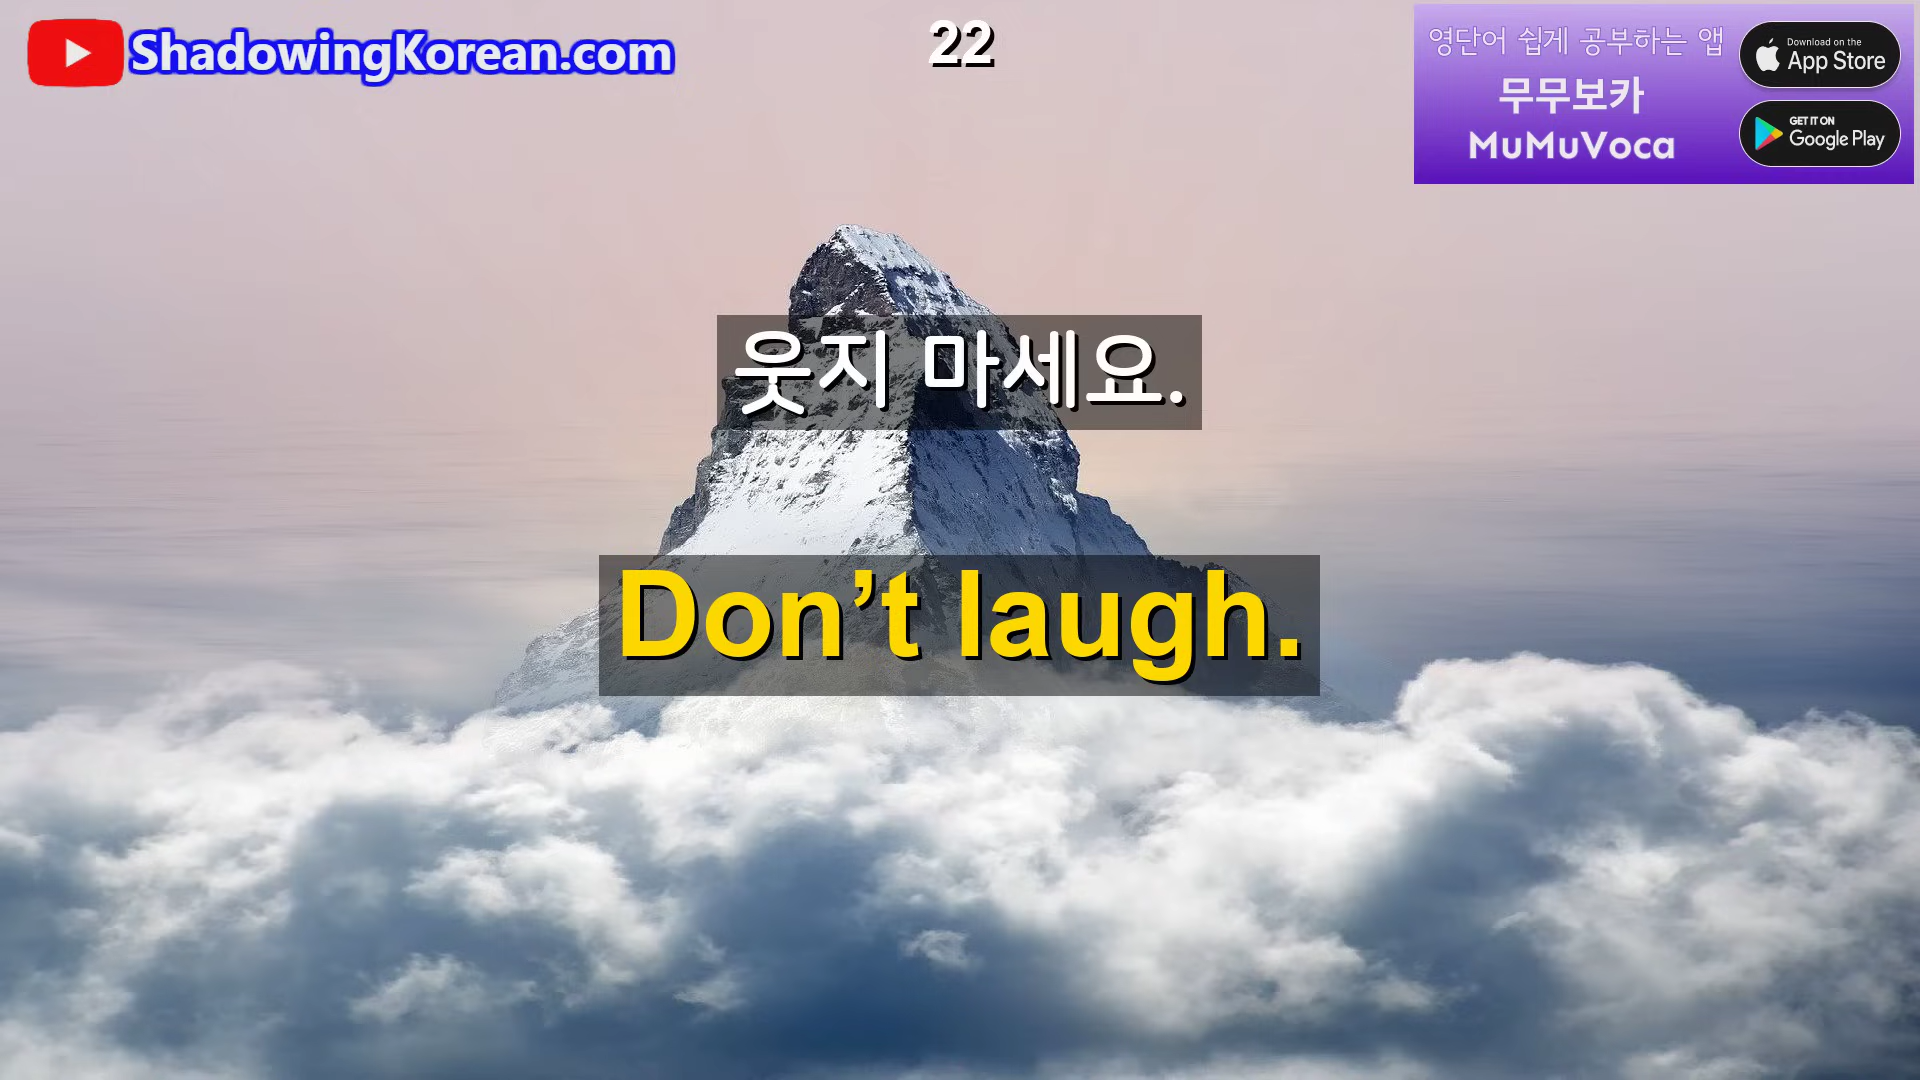 ShadowingKorean.com
22
영단어 쉽게 공부하는 앱
무무보카
MuMuVoca
Download on the
App Store
GET IT ON
Google Play
웃지 마세요.
Don’t laugh.